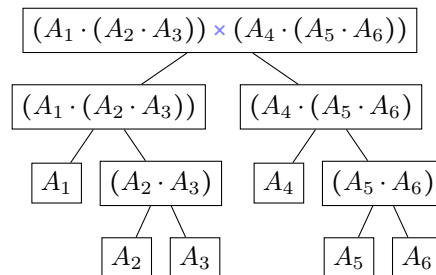 (A₁ · (A₂ · A₃)) × (A₄ · (A₅ · A₆))
(A₁ · (A₂ · A₃)) (A₄ · (A₅ · A₆)
A₁ (A₂ · A₃) A₄ (A₅ · A₆)
A₂ A₃ A₅ A₆